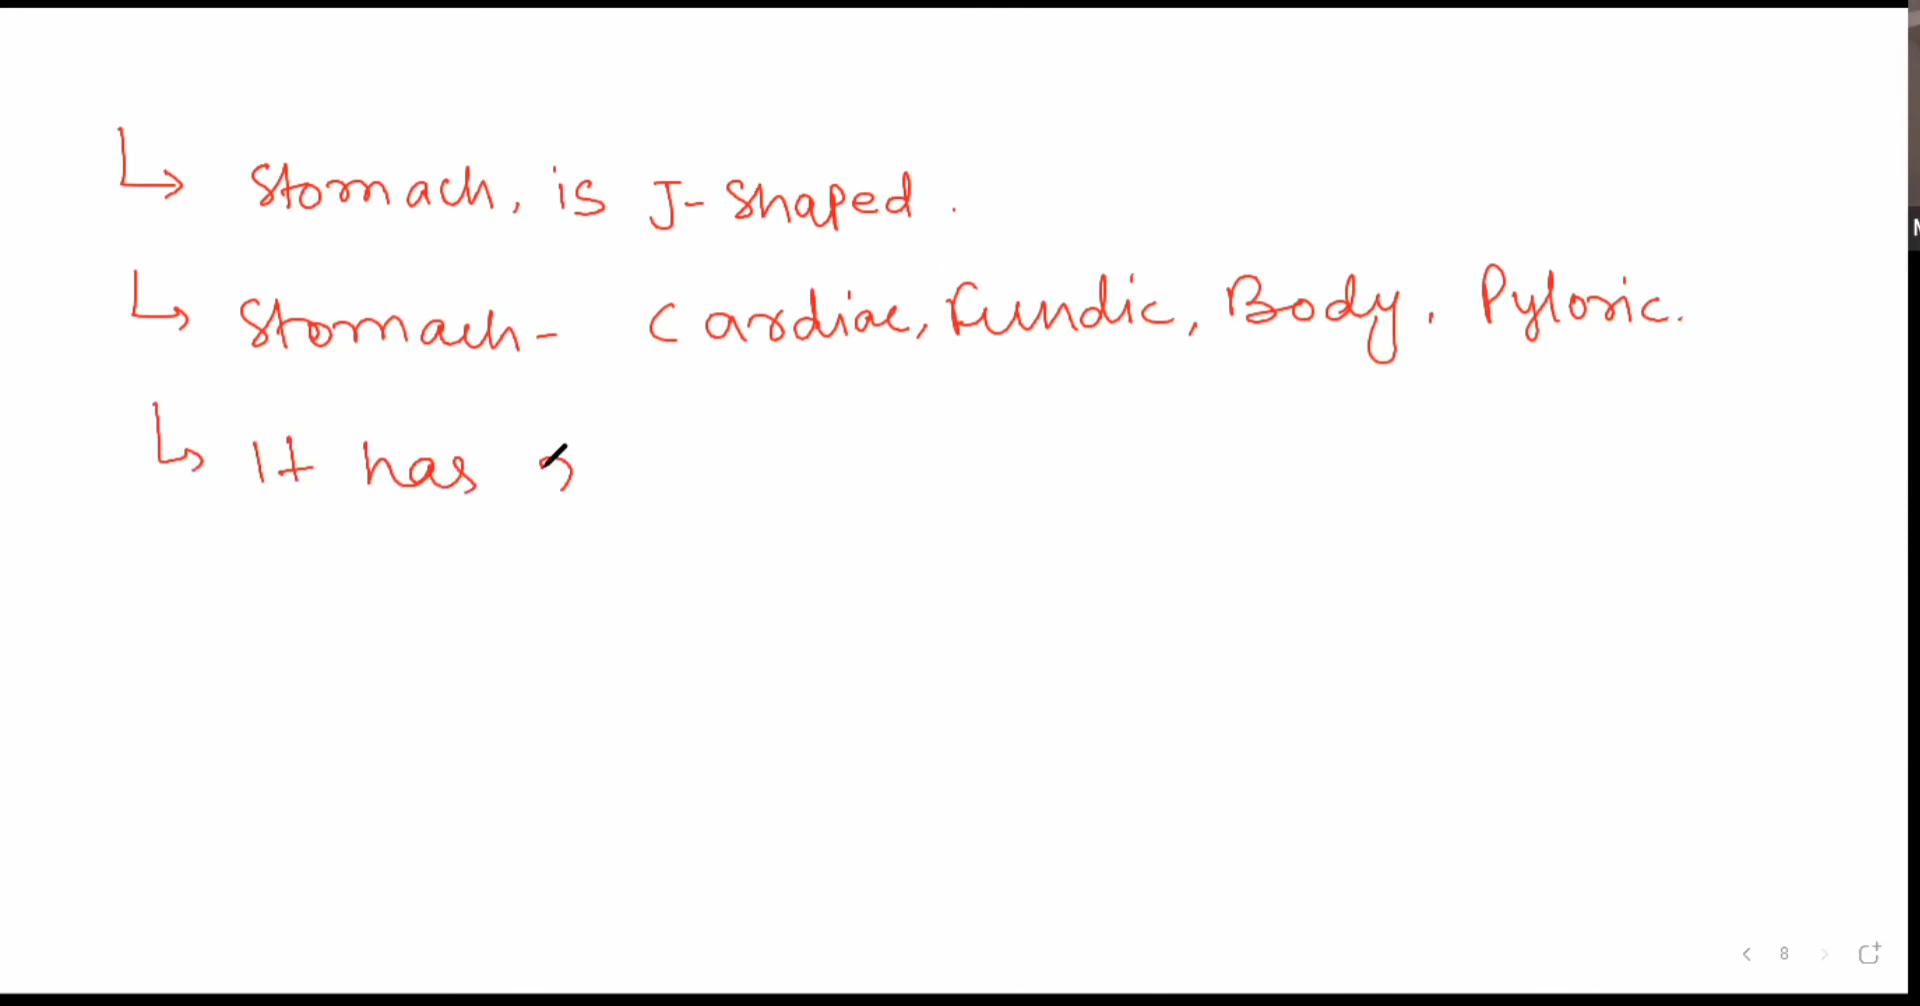 Stomach, is J-shaped.
Stomach- Cardiac, Fundic, Body. Pyloric.
It has
8